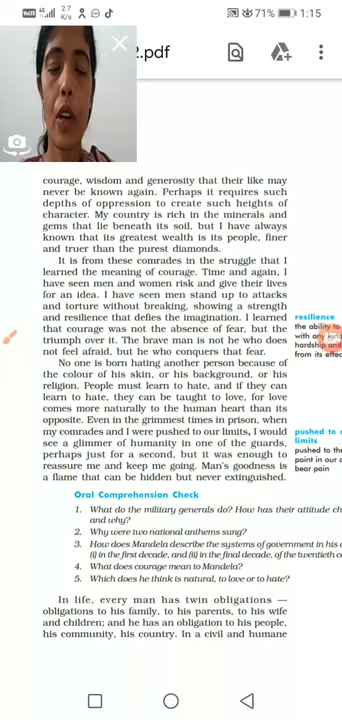 VoLTE 4G 2.7 K/s 71% 1:15
2.pdf
courage, wisdom and generosity that their like may
never be known again. Perhaps it requires such
depths of oppression to create such heights of
character. My country is rich in the minerals and
gems that lie beneath its soil, but I have always
known that its greatest wealth is its people, finer
and truer than the purest diamonds.
It is from these comrades in the struggle that I
learned the meaning of courage. Time and again, I
have seen men and women risk and give their lives
for an idea. I have seen men stand up to attacks
and torture without breaking, showing a strength
and resilience that defies the imagination. I learned
that courage was not the absence of fear, but the
triumph over it. The brave man is not he who does
not feel afraid, but he who conquers that fear.
resilience
the ability to
with any kind
hardship and
from its effec
No one is born hating another person because of
the colour of his skin, or his background, or his
religion. People must learn to hate, and if they can
learn to hate, they can be taught to love, for love
comes more naturally to the human heart than its
opposite. Even in the grimmest times in prison, when
my comrades and I were pushed to our limits, I would
see a glimmer of humanity in one of the guards,
perhaps just for a second, but it was enough to
reassure me and keep me going. Man's goodness is
a flame that can be hidden but never extinguished.
pushed to o
limits
pushed to the
point in our a
bear pain
Oral Comprehension Check
1. What do the military generals do? How has their attitude ch
and why?
2. Why were two national anthems sung?
3. How does Mandela describe the systems of government in his c
(i) in the first decade, and (ii) in the final decade, of the twentieth c
4. What does courage mean to Mandela?
5. Which does he think is natural, to love or to hate?
In life, every man has twin obligations —
obligations to his family, to his parents, to his wife
and children; and he has an obligation to his people,
his community, his country. In a civil and humane